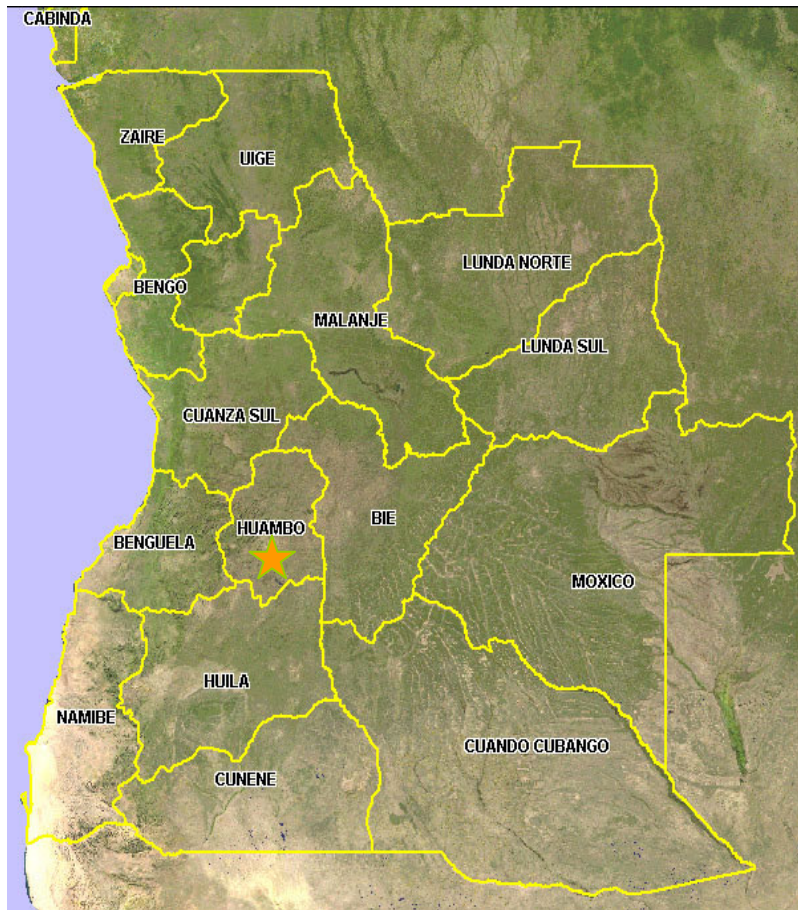 CABINDA
ZAIRE
UIGE
LUNDA NORTE
BENGO
MALANJE
LUNDA SUL
CUANZA SUL
BIE
HUAMBO
BENGUELA
MOXICO
HUILA
NAMIBE
CUANDO CUBANGO
CUNENE